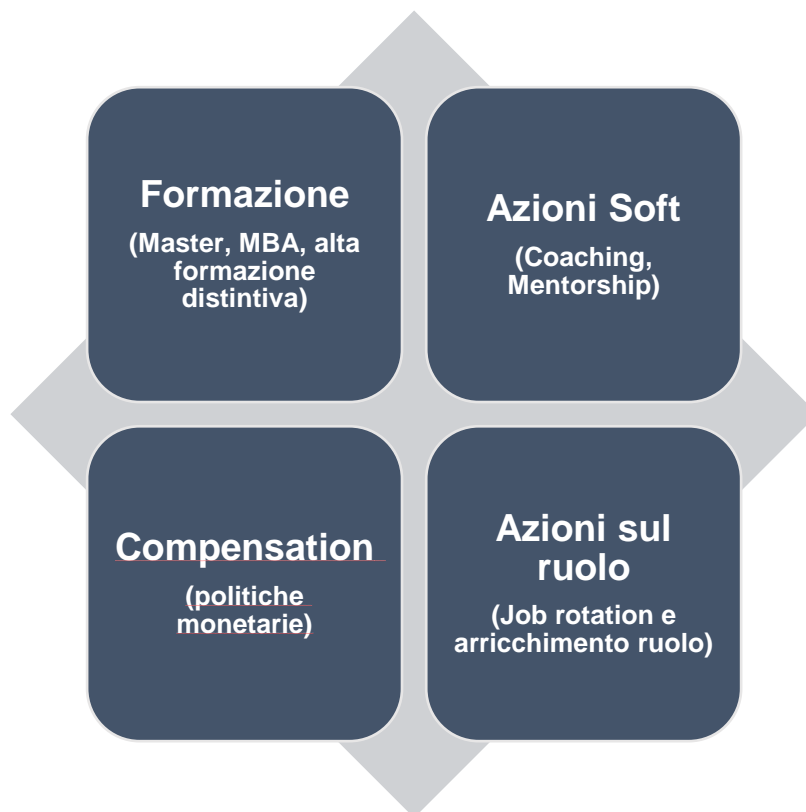 Formazione
(Master, MBA, alta
formazione
distintiva)
Azioni Soft
(Coaching,
Mentorship)
Compensation
(politiche
monetarie)
Azioni sul
ruolo
(Job rotation e
arricchimento ruolo)